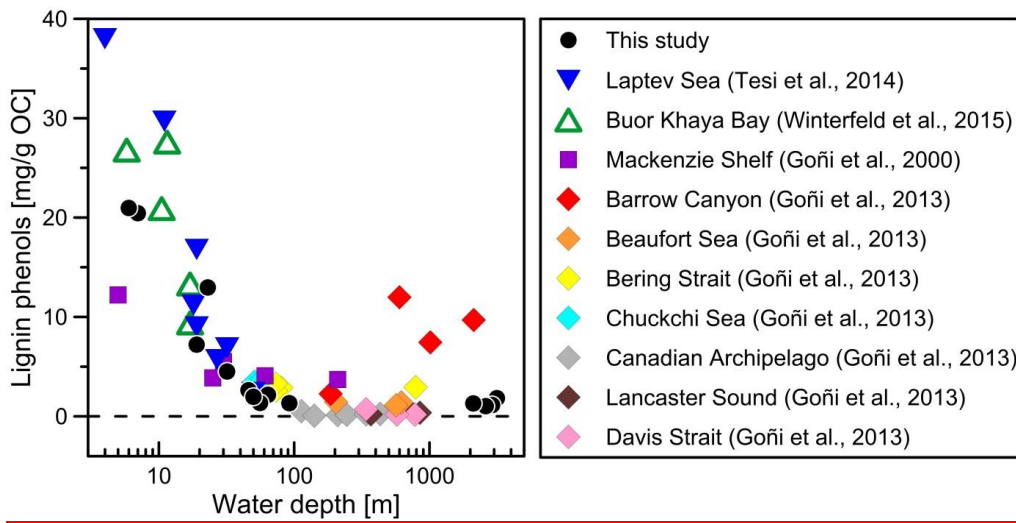 40
30
20
10
0
Lignin phenols [mg/g OC]
10
100
1000
Water depth [m]
This study
Laptev Sea (Tesi et al., 2014)
Buor Khaya Bay (Winterfeld et al., 2015)
Mackenzie Shelf (Goñi et al., 2000)
Barrow Canyon (Goñi et al., 2013)
Beaufort Sea (Goñi et al., 2013)
Bering Strait (Goñi et al., 2013)
Chuckchi Sea (Goñi et al., 2013)
Canadian Archipelago (Goñi et al., 2013)
Lancaster Sound (Goñi et al., 2013)
Davis Strait (Goñi et al., 2013)